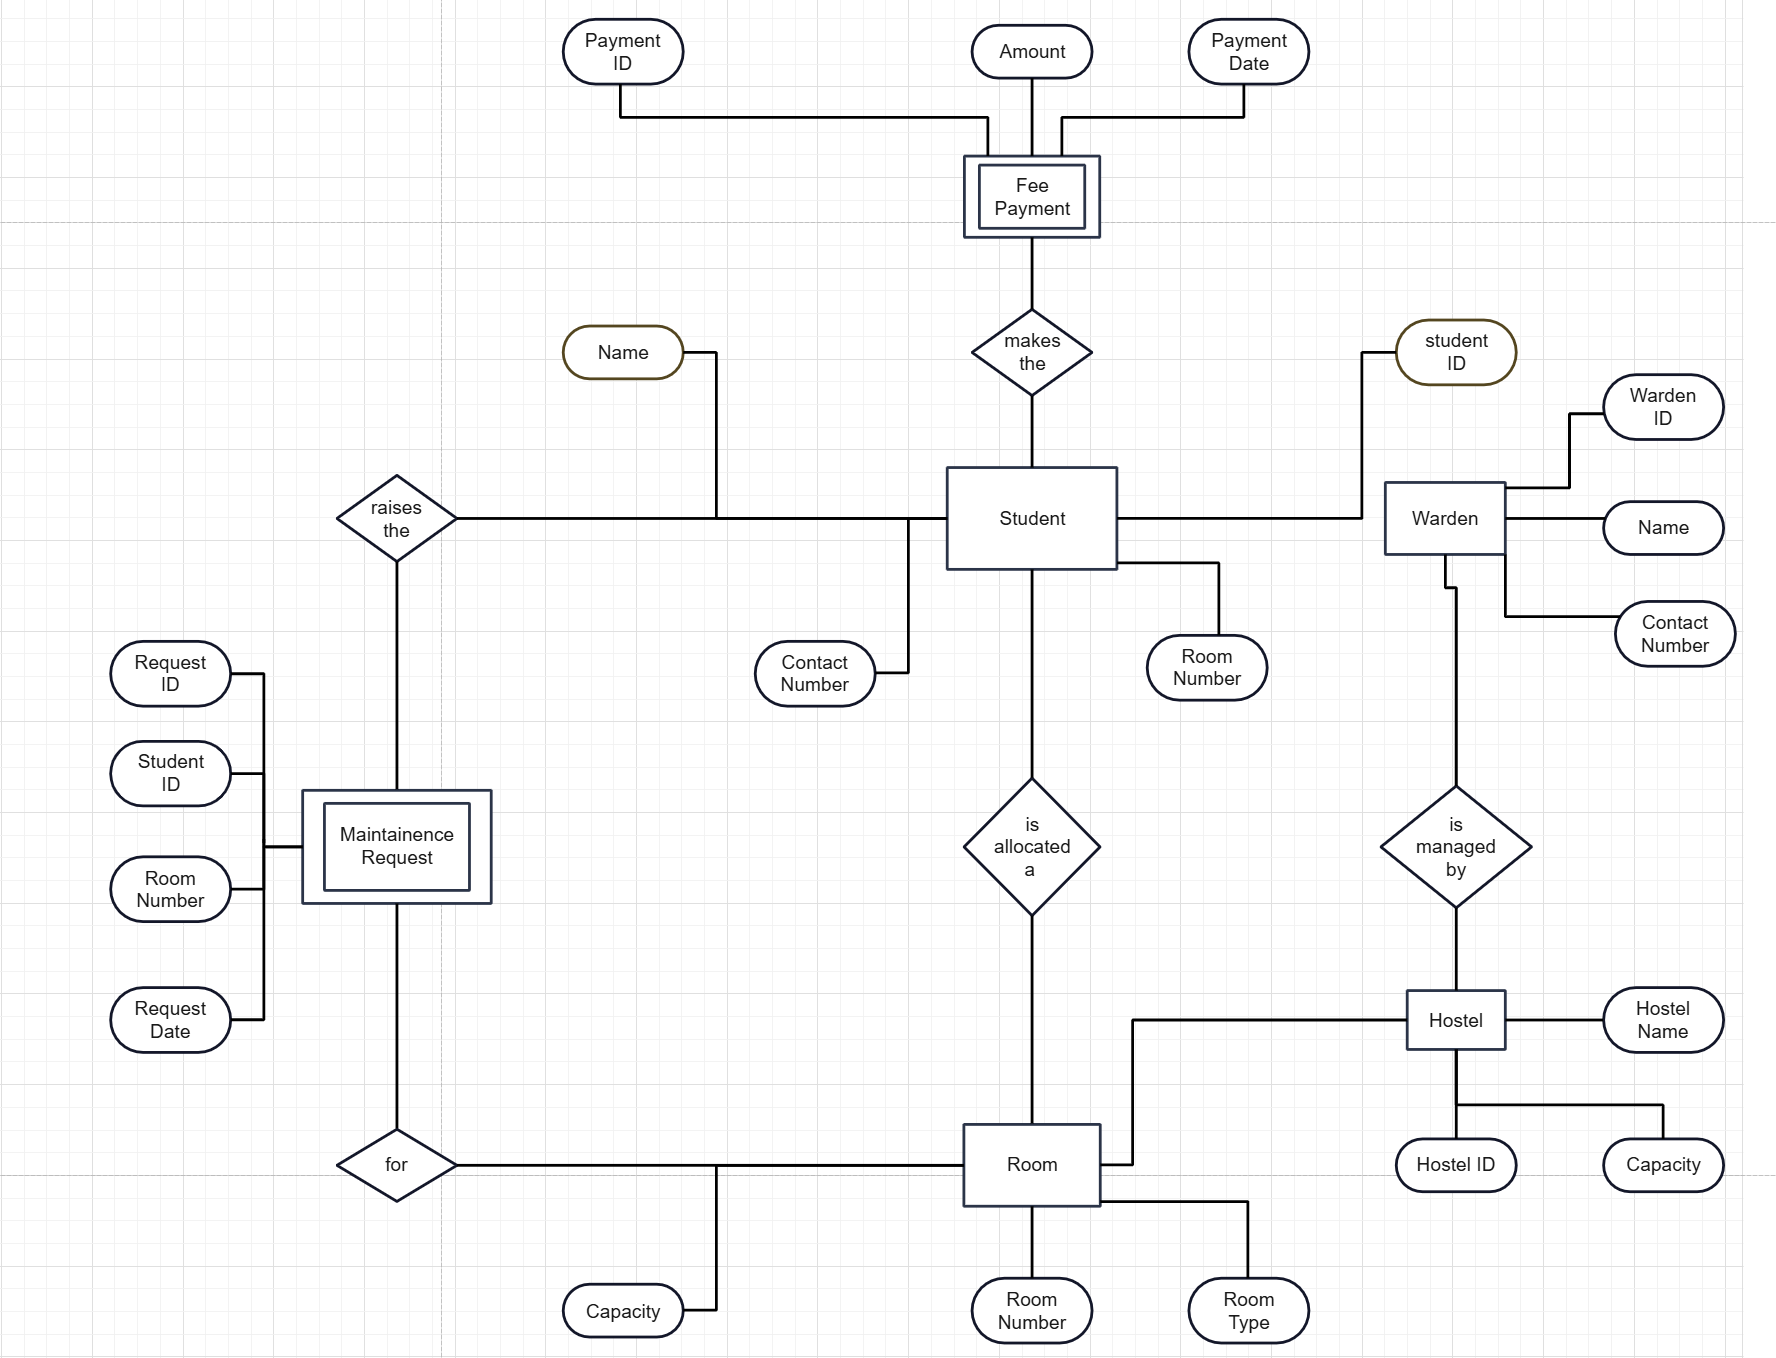 Payment
ID
Amount
Payment
Date
Fee
Payment
makes
the
Name
student
ID
Warden
ID
raises
the
Student
Warden
Name
Contact
Number
Room
Number
Contact
Number
Request
ID
Student
ID
Maintainence
Request
is
allocated
a
is
managed
by
Room
Number
Request
Date
Hostel
Hostel
Name
for
Room
Hostel ID
Capacity
Capacity
Room
Number
Room
Type